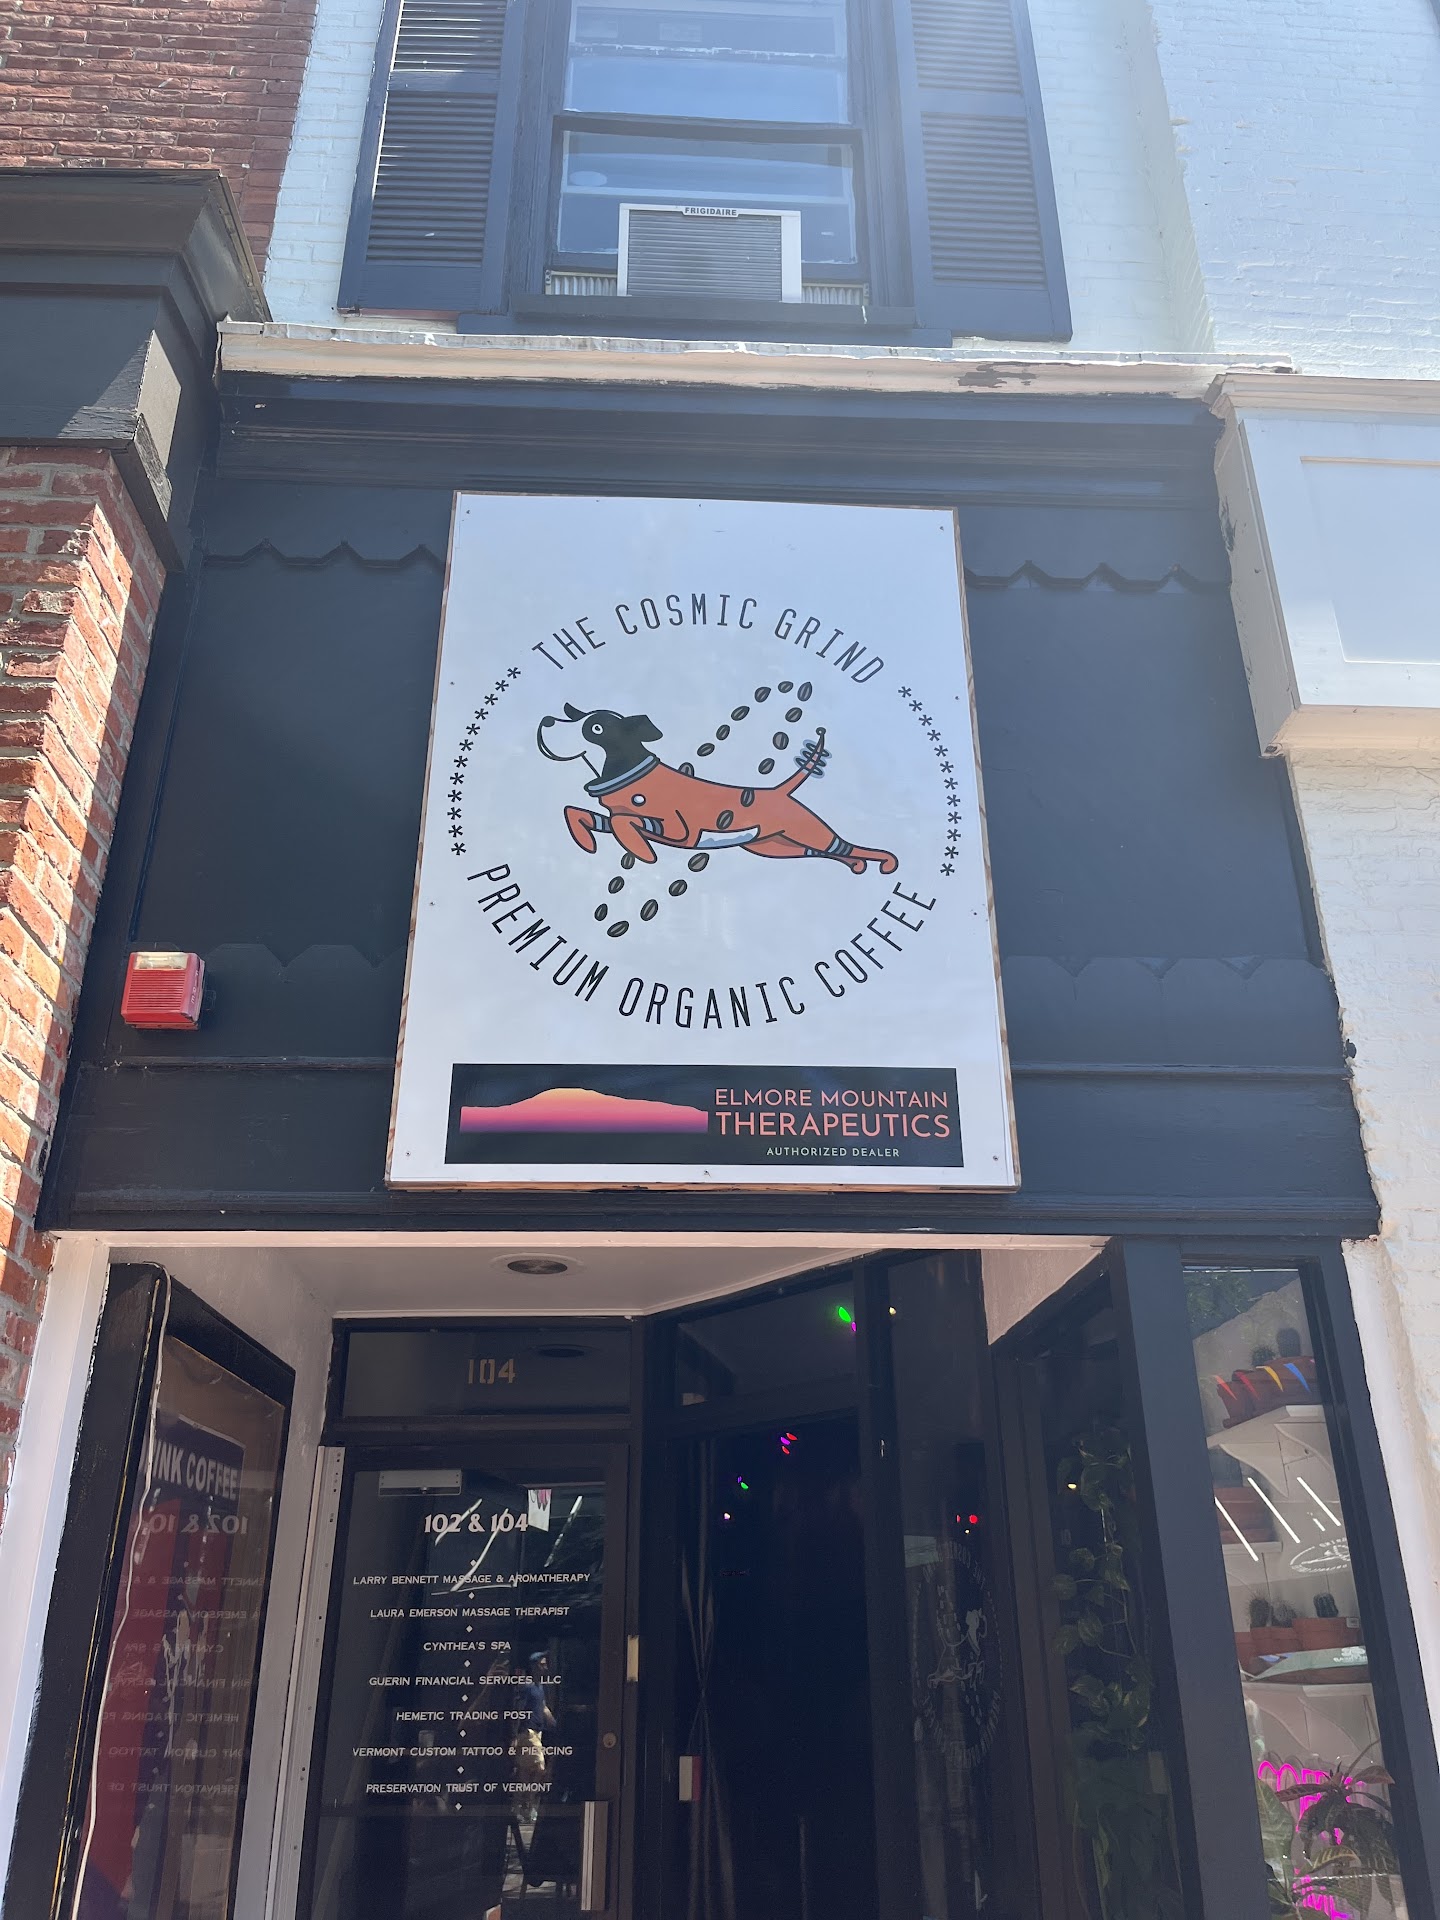 FRIGIDAIRE
THE COSMIC GRIND
PREMIUM ORGANIC COFFEE
ELMORE MOUNTAIN
THERAPEUTICS
AUTHORIZED DEALER
104
COFFEE
102 & 104
LARRY BENNETT MASSAGE & AROMATHERAPY
LAURA EMERSON MASSAGE THERAPIST
CYNTHEA'S SPA
GUERIN FINANCIAL SERVICES, LLC
HEMETIC TRADING POST
VERMONT CUSTOM TATTOO & PIERCING
PRESERVATION TRUST OF VERMONT